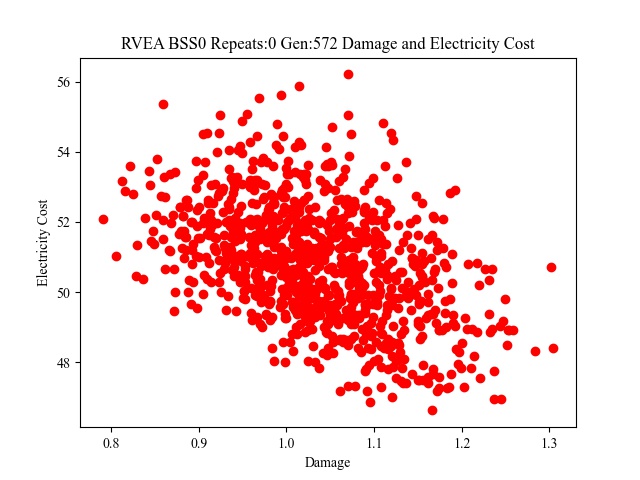 RVEA BSS0 Repeats:0 Gen:572 Damage and Electricity Cost
56
54
52
50
48
Electricity Cost
0.8 0.9 1.0 1.1 1.2 1.3
Damage